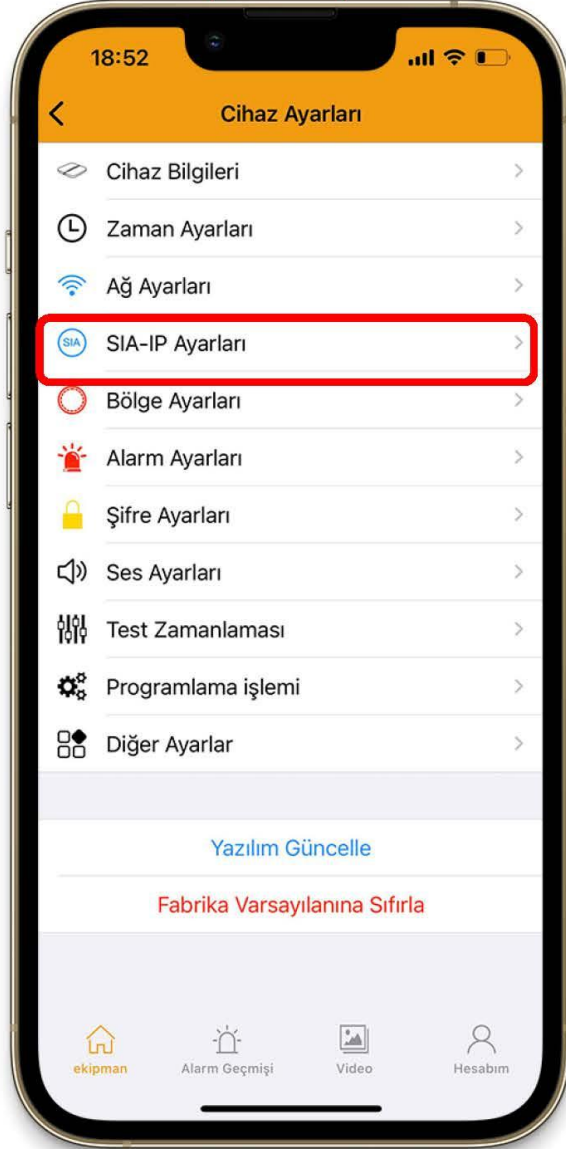 18:52
Cihaz Ayarları
Cihaz Bilgileri
Zaman Ayarları
Ağ Ayarları
SIA SIA-IP Ayarları
Bölge Ayarları
Alarm Ayarları
Şifre Ayarları
Ses Ayarları
Test Zamanlaması
Programlama işlemi
Diğer Ayarlar
Yazılım Güncelle
Fabrika Varsayılanına Sıfırla
ekipman Alarm Geçmişi Video Hesabım